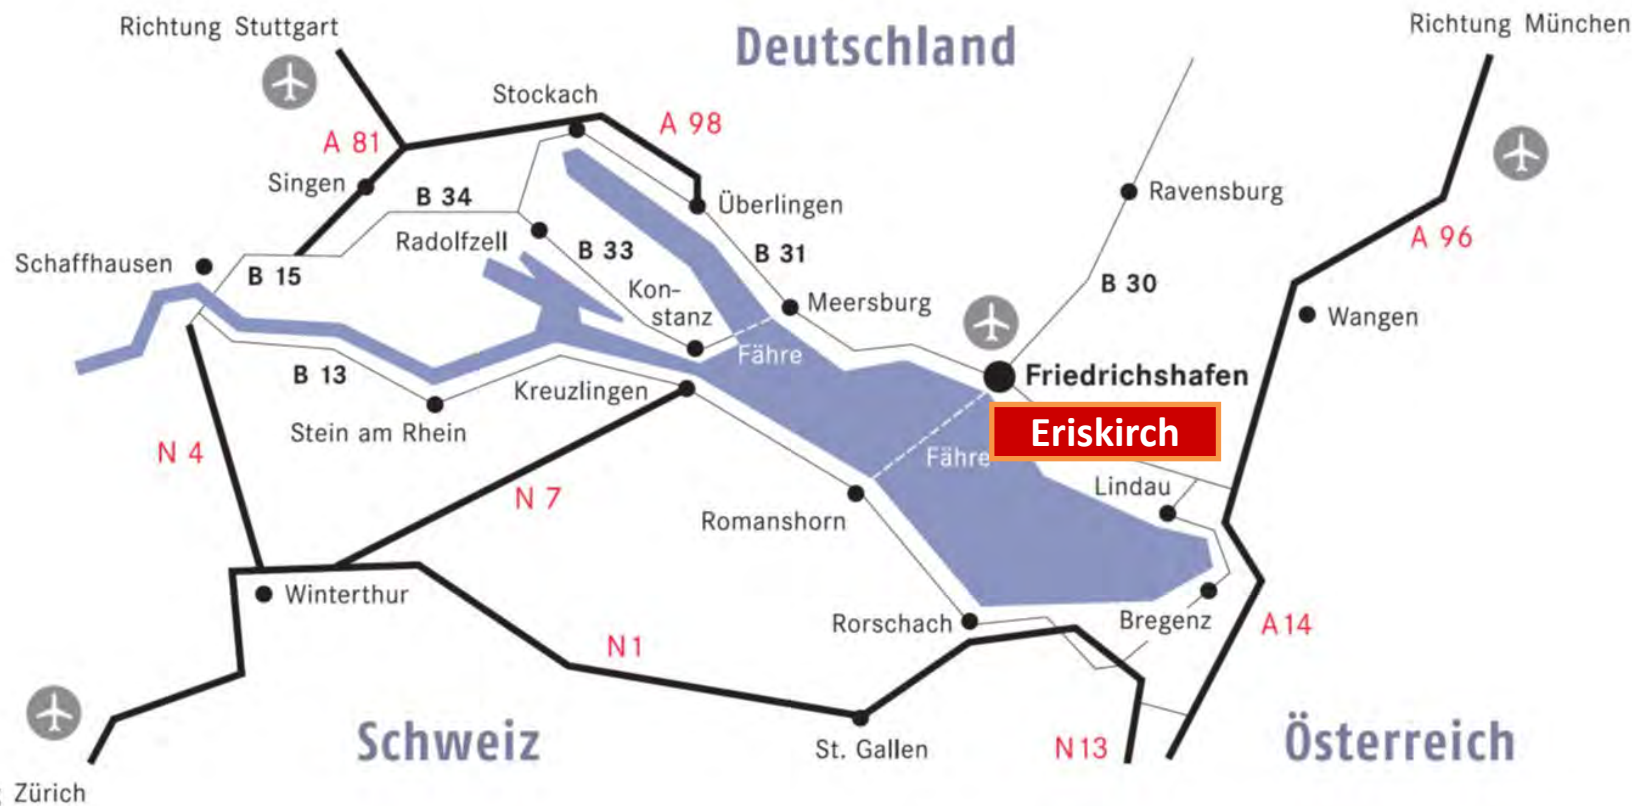 Richtung Stuttgart
Deutschland
Richtung München
Stockach
A 98
A 81
Singen
B 34
Überlingen
Ravensburg
Radolfzell
B 33
B 31
A 96
Schaffhausen
B 15
Kon-
stanz
Meersburg
B 30
Wangen
Fähre
B 13
Kreuzlingen
Friedrichshafen
Stein am Rhein
Eriskirch
N 4
Fähre
N 7
Lindau
Romanshorn
Winterthur
Rorschach
Bregenz
A 14
N 1
Schweiz
St. Gallen
N 13
Österreich
Zürich